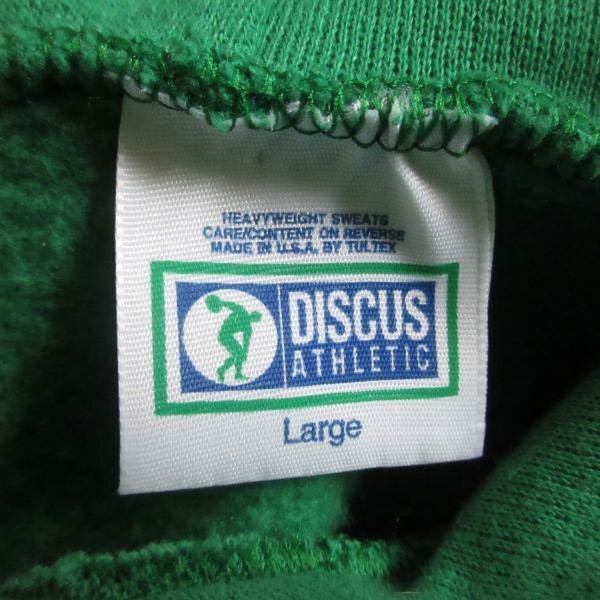 HEAVYWEIGHT SWEATS
CARE/CONTENT ON REVERSE
MADE IN U.S.A. BY TULTEX
DISCUS
ATHLETIC
Large